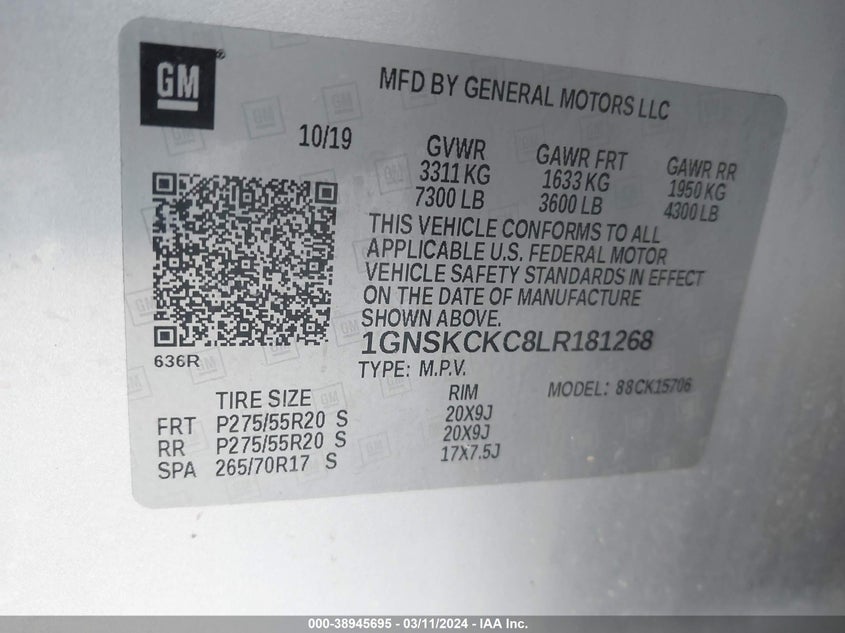 GM®
MFD BY GENERAL MOTORS LLC
10/19
GVWR
3311 KG
7300 LB
GAWR FRT
1633 KG
3600 LB
GAWR RR
1950 KG
4300 LB
THIS VEHICLE CONFORMS TO ALL
APPLICABLE U.S. FEDERAL MOTOR
VEHICLE SAFETY STANDARDS IN EFFECT
ON THE DATE OF MANUFACTURE
SHOWN ABOVE.
1GNSKCKC8LR181268
636R
TYPE: M.P.V.
MODEL: 88CK15706
TIRE SIZE RIM
FRT P275/55R20 S 20X9J
RR P275/55R20 S 20X9J
SPA 265/70R17 S 17X7.5J
000-38945695 - 03/11/2024 - IAA Inc.